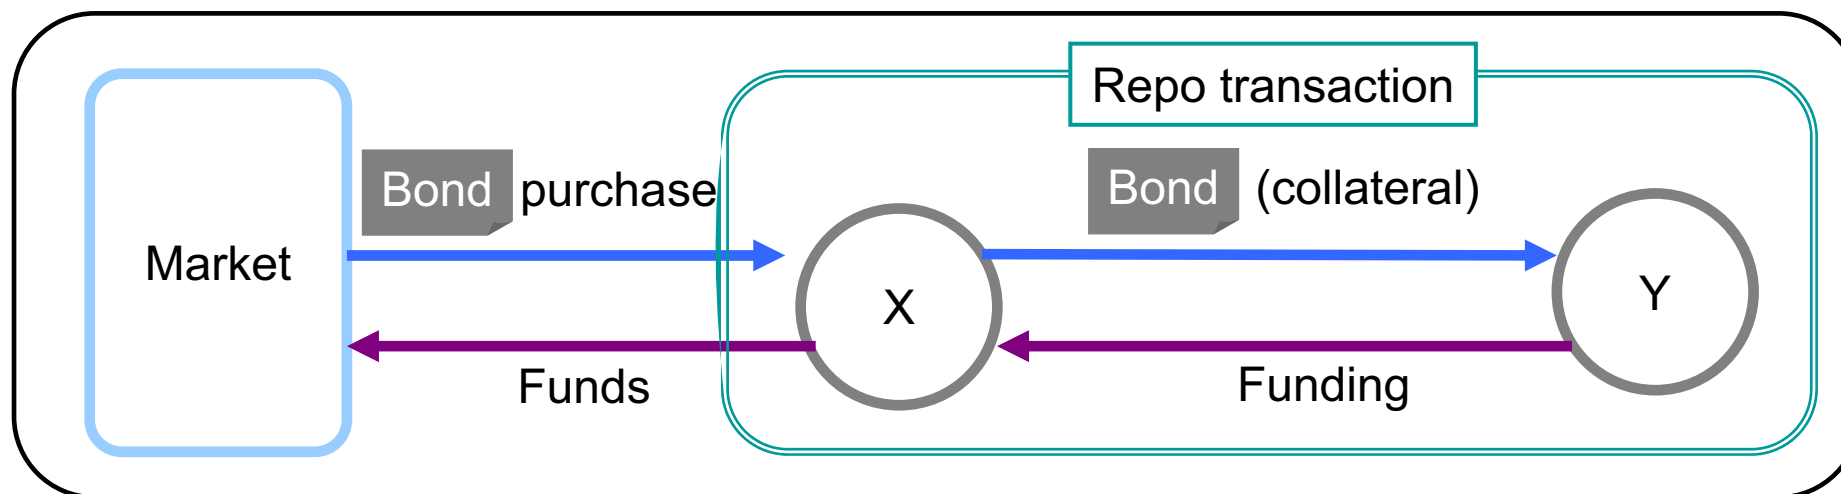 Repo transaction
Bond purchase
Bond (collateral)
Market
X
Y
Funds
Funding